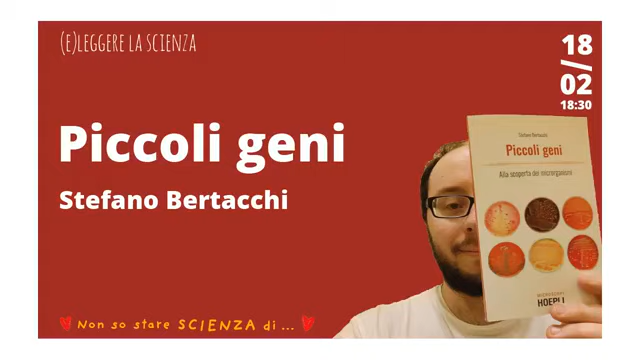 (E)LEGGERE LA SCIENZA
18
/
02
18:30
Piccoli geni
Stefano Bertacchi
Stefano Bertacchi
Piccoli geni
Alla scoperta dei microrganismi
MICROSCOPI
HOEPLI
Non so stare SCIENZA di ...